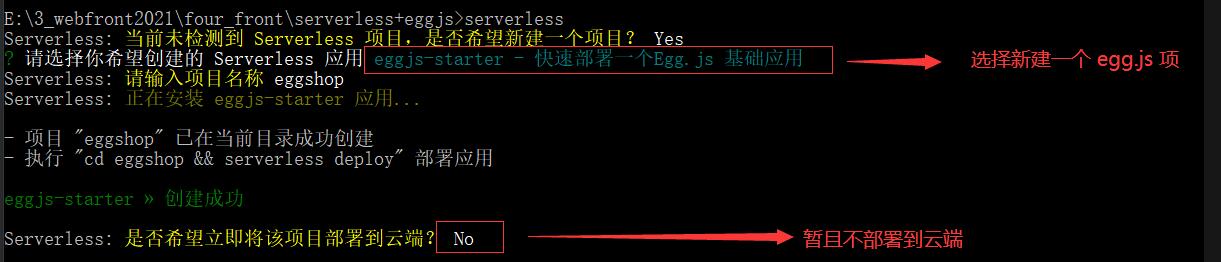 E:\3_webfront2021\four_front\serverless+eggjs>serverless
Serverless: 当前未检测到 Serverless 项目，是否希望新建一个项目？ Yes
? 请选择你希望创建的 Serverless 应用 eggjs-starter - 快速部署一个Egg.js 基础应用
选择新建一个 egg.js 项
Serverless: 请输入项目名称 eggshop
Serverless: 正在安装 eggjs-starter 应用...
- 项目 "eggshop" 已在当前目录成功创建
- 执行 "cd eggshop && serverless deploy" 部署应用
eggjs-starter » 创建成功
Serverless: 是否希望立即将该项目部署到云端？ No
暂且不部署到云端